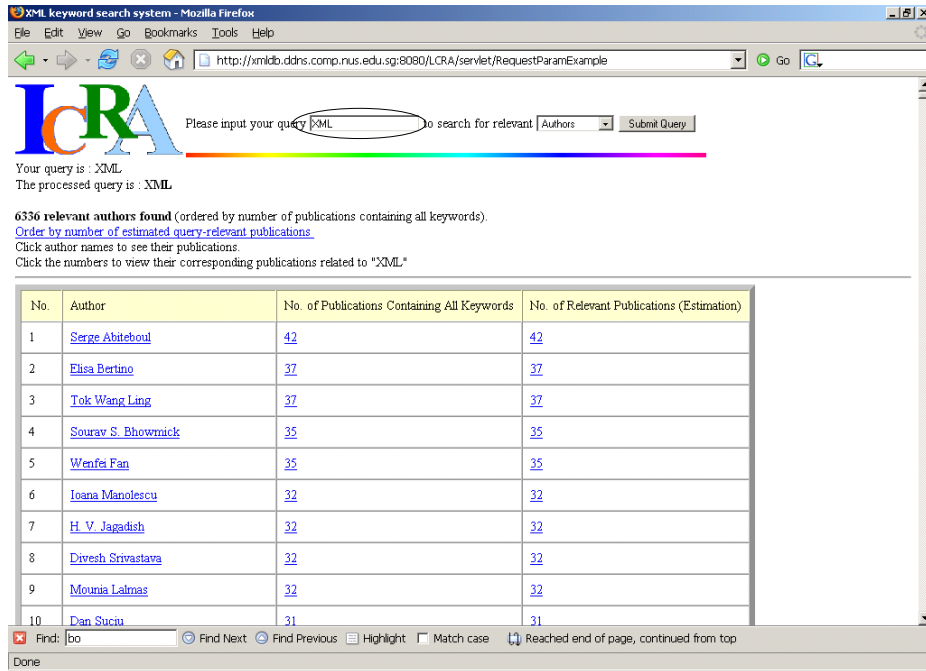 XML keyword search system - Mozilla Firefox
File Edit View Go Bookmarks Tools Help
http://xmldb.ddns.comp.nus.edu.sg:8080/LCRA/servlet/RequestParamExample Go G
ICRA
Please input your query XML to search for relevant Authors Submit Query
Your query is : XML
The processed query is : XML
6336 relevant authors found (ordered by number of publications containing all keywords).
Order by number of estimated query-relevant publications
Click author names to see their publications.
Click the numbers to view their corresponding publications related to "XML"
No. Author No. of Publications Containing All Keywords No. of Relevant Publications (Estimation)
1 Serge Abiteboul 42 42
2 Elisa Bertino 37 37
3 Tok Wang Ling 37 37
4 Sourav S. Bhowmick 35 35
5 Wenfei Fan 35 35
6 Ioana Manolescu 32 32
7 H. V. Jagadish 32 32
8 Divesh Srivastava 32 32
9 Mounia Lalmas 32 32
10 Dan Suciu 31 31
Find: bo Find Next Find Previous Highlight Match case Reached end of page, continued from top
Done